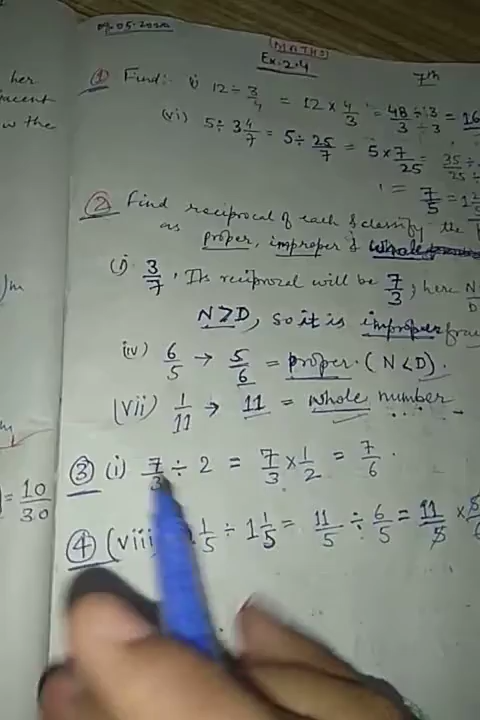 her
(MATHS)
Ex. 2.4
7th
w the
① Find: i) 12 ÷ 3/4 = 12 × 4/3 = 48/3 ÷3/÷3 = 16
(vi) 5 ÷ 3 4/7 = 5 ÷ 25/7 = 5 × 7/25 = 35/25 ÷
= 7/5 = 1
② Find reciprocal of each & classify the
as proper, improper & whole
(i) 3/7. Its reciprocal will be 7/3, here N/D
N>D, so it is improper frac
(iv) 6/5 → 5/6 = proper. (N<D).
(vii) 1/11 → 11 = whole number
③ (i) 7/3 ÷ 2 = 7/3 × 1/2 = 7/6.
= 10/30
④ (viii) 1/5 ÷ 1 1/5 = 11/5 ÷ 6/5 = 11/5 × 5/6